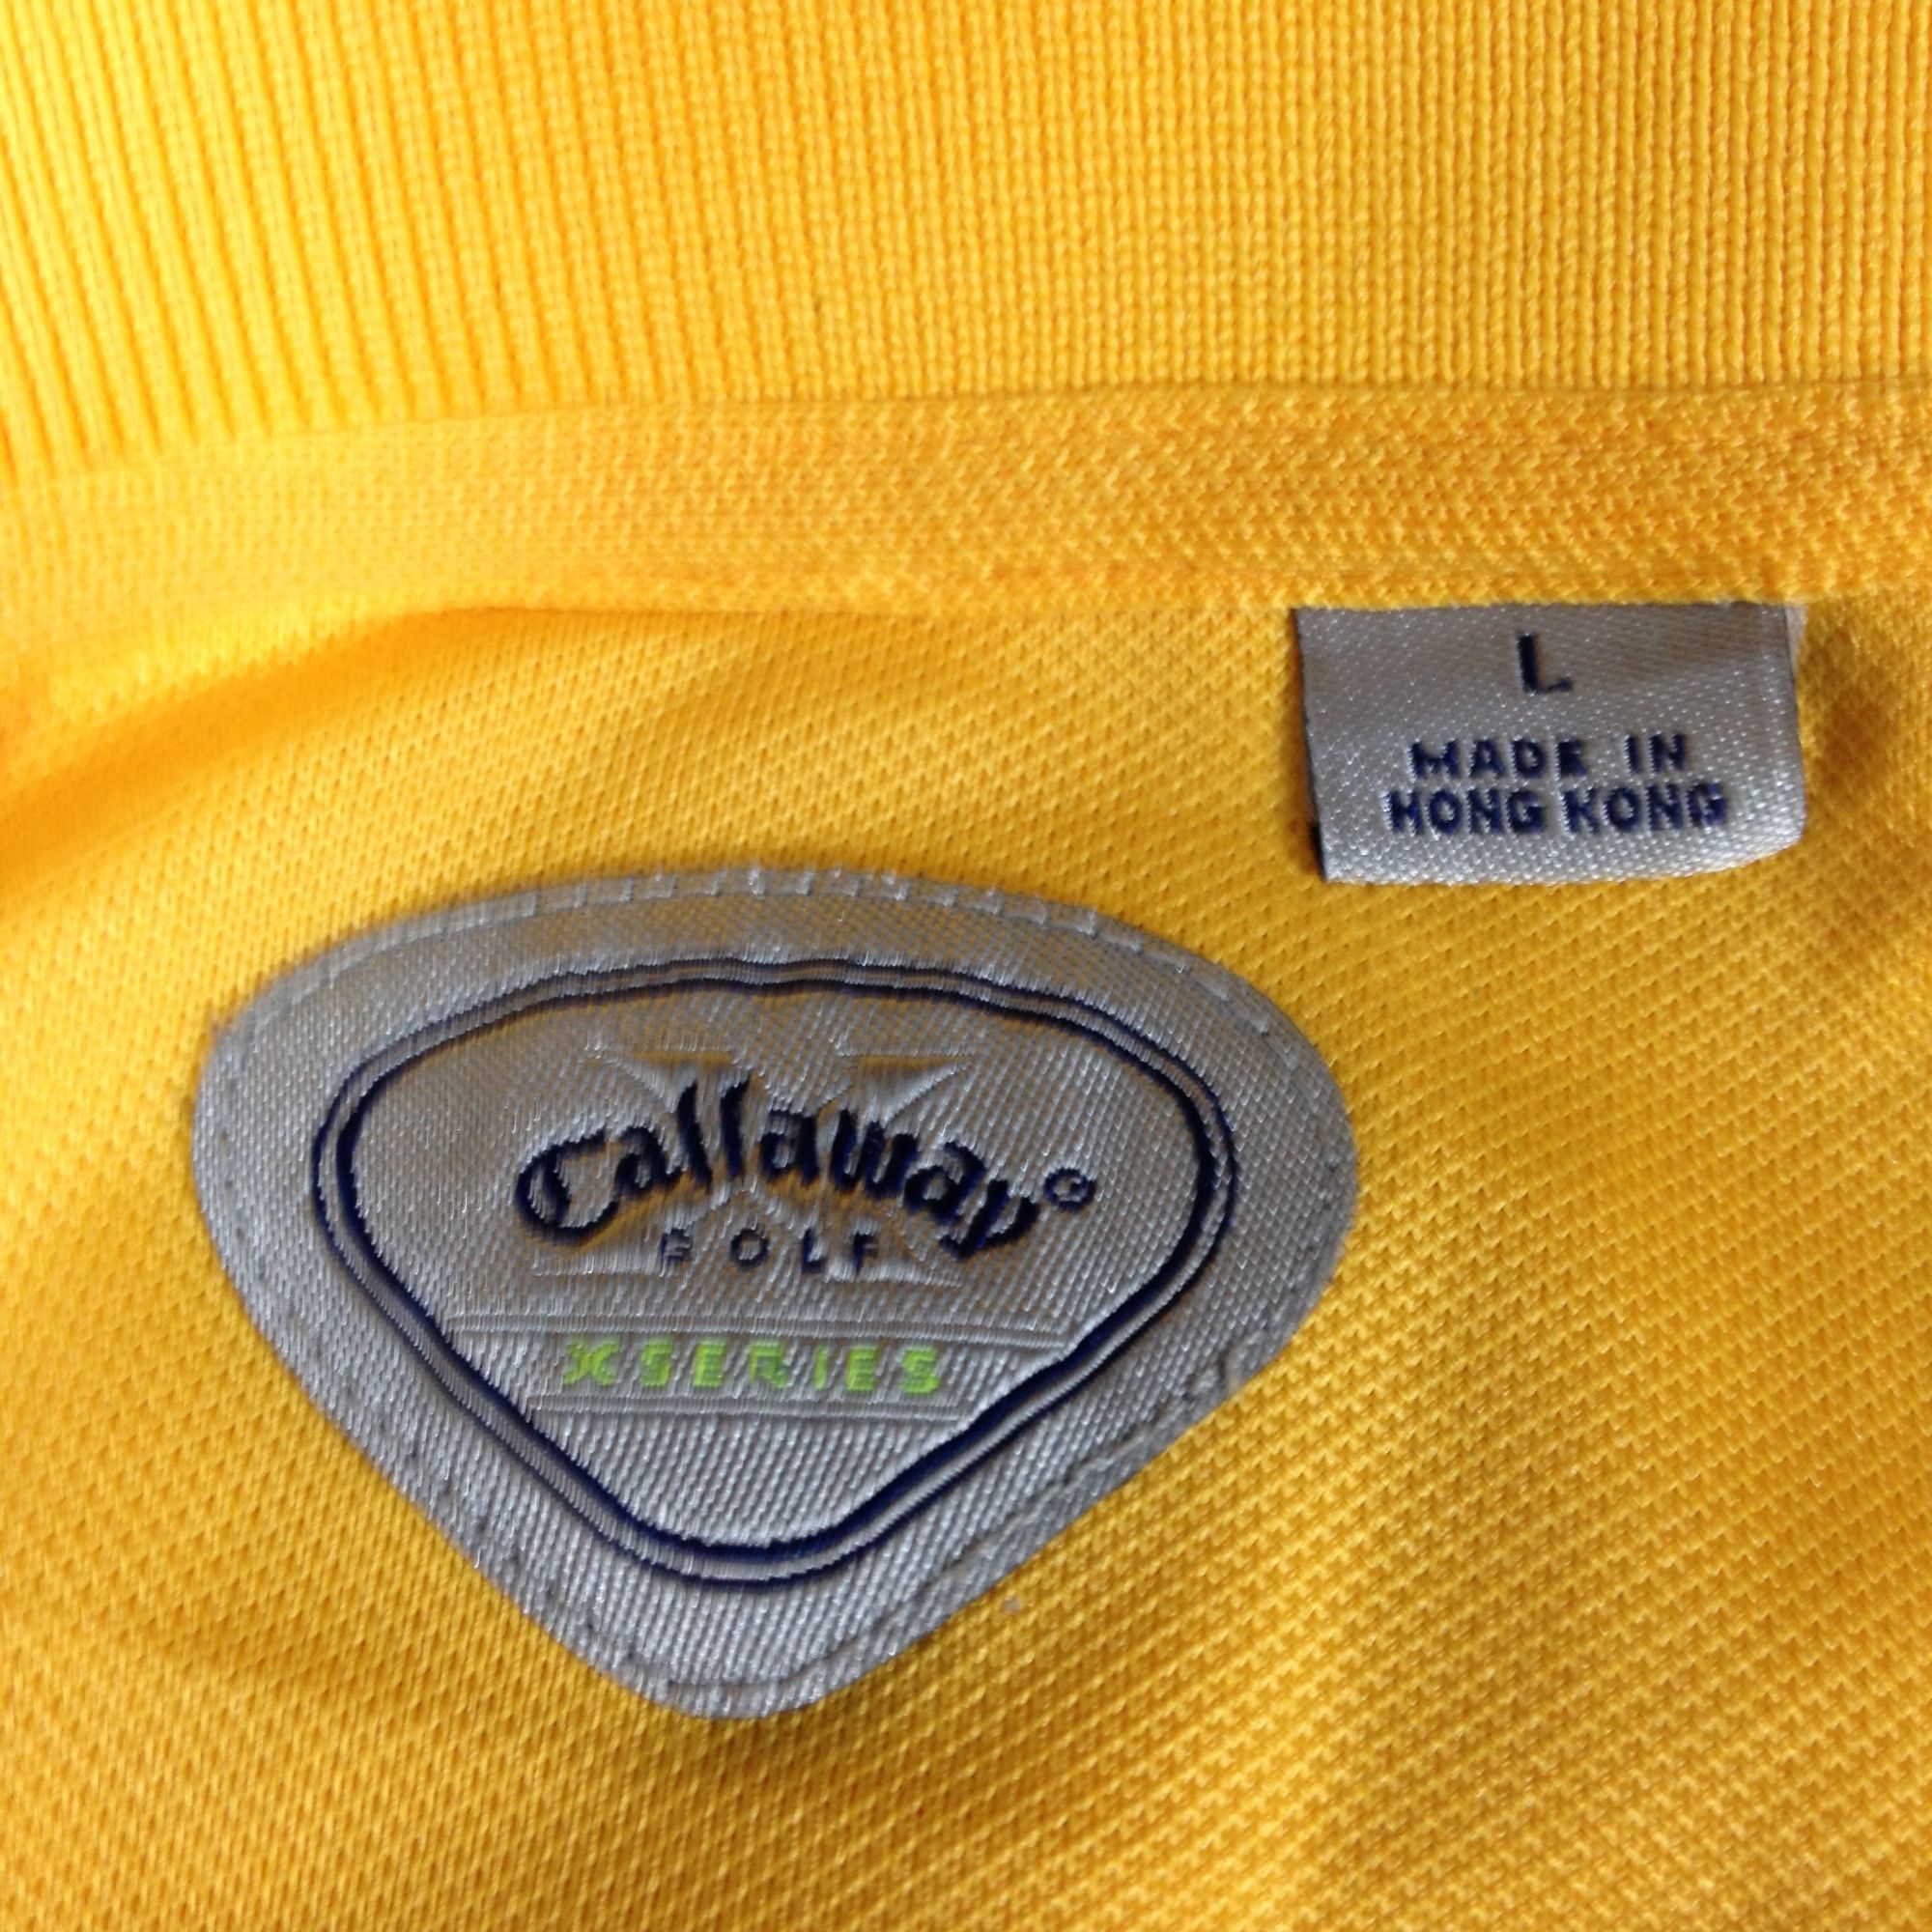 L
MADE IN
HONG KONG
Callaway®
GOLF
X SERIES